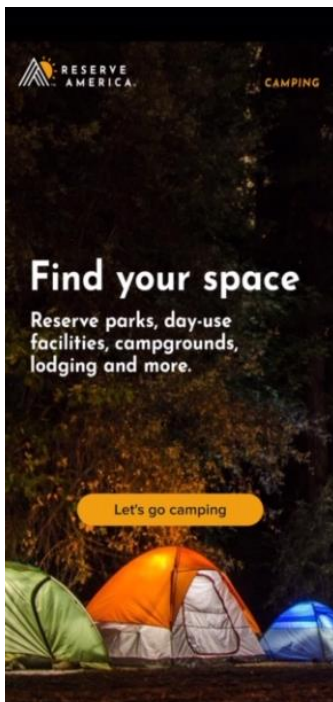 RESERVE
AMERICA
CAMPING
Find your space
Reserve parks, day-use
facilities, campgrounds,
lodging and more.
Let's go camping